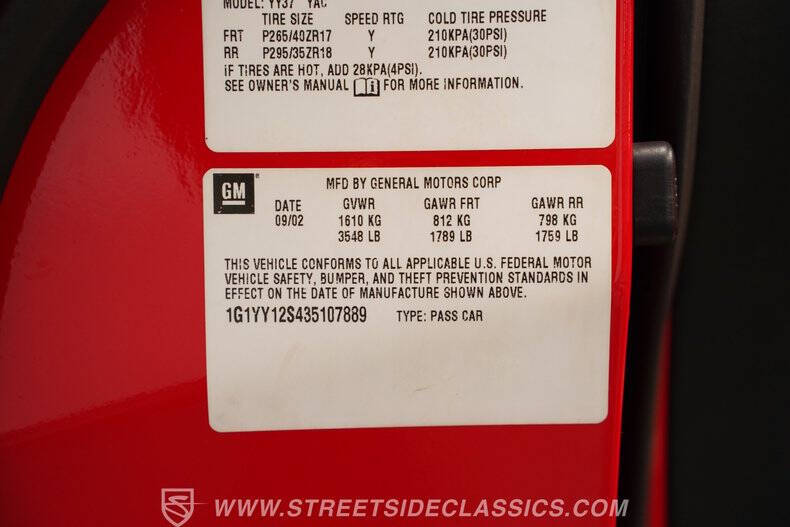 MODEL: YY37 YAC
TIRE SIZE SPEED RTG COLD TIRE PRESSURE
FRT P265/40ZR17 Y 210KPA(30PSI)
RR P295/35ZR18 Y 210KPA(30PSI)
IF TIRES ARE HOT, ADD 28KPA(4PSI).
SEE OWNER'S MANUAL i FOR MORE INFORMATION.
GM ® MFD BY GENERAL MOTORS CORP
DATE GVWR GAWR FRT GAWR RR
09/02 1610 KG 812 KG 798 KG
3548 LB 1789 LB 1759 LB
THIS VEHICLE CONFORMS TO ALL APPLICABLE U.S. FEDERAL MOTOR
VEHICLE SAFETY, BUMPER, AND THEFT PREVENTION STANDARDS IN
EFFECT ON THE DATE OF MANUFACTURE SHOWN ABOVE.
1G1YY12S435107889 TYPE: PASS CAR
WWW.STREETSIDECLASSICS.COM